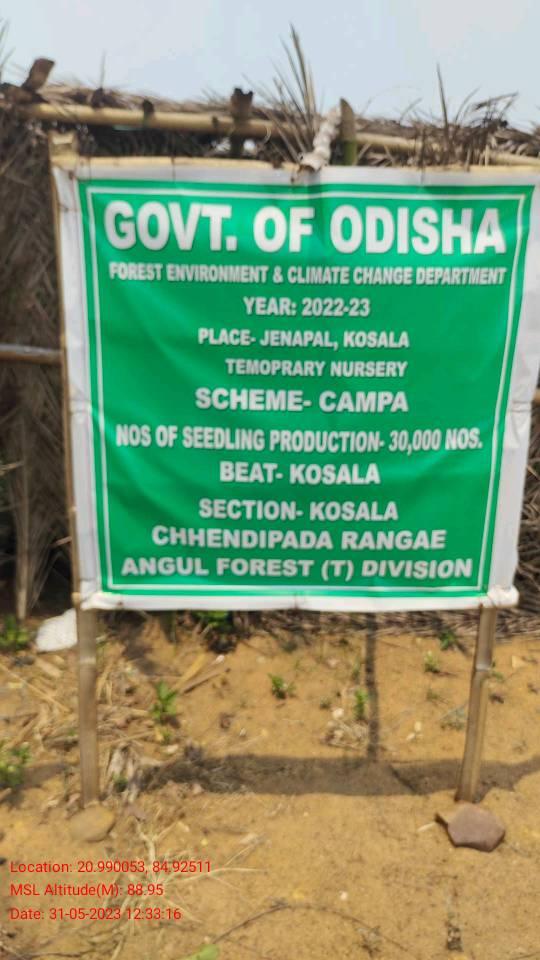 GOVT. OF ODISHA
FOREST ENVIRONMENT & CLIMATE CHANGE DEPARTMENT
YEAR: 2022-23
PLACE- JENAPAL, KOSALA
TEMOPRARY NURSERY
SCHEME- CAMPA
NOS OF SEEDLING PRODUCTION- 30,000 NOS.
BEAT- KOSALA
SECTION- KOSALA
CHHENDIPADA RANGAE
ANGUL FOREST (T) DIVISION
Location: 20.990053, 84.92511
MSL Altitude(M): 88.95
Date: 31-05-2023 12:33:16